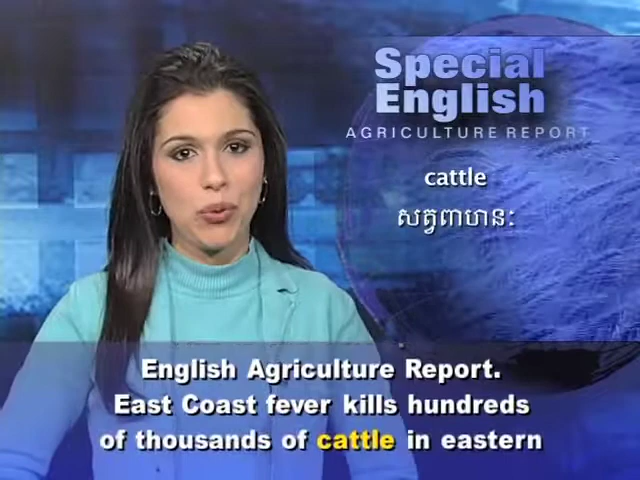 Special
English
AGRICULTURE REPORT
cattle
សត្វពាហនៈ
English Agriculture Report.
East Coast fever kills hundreds
of thousands of cattle in eastern